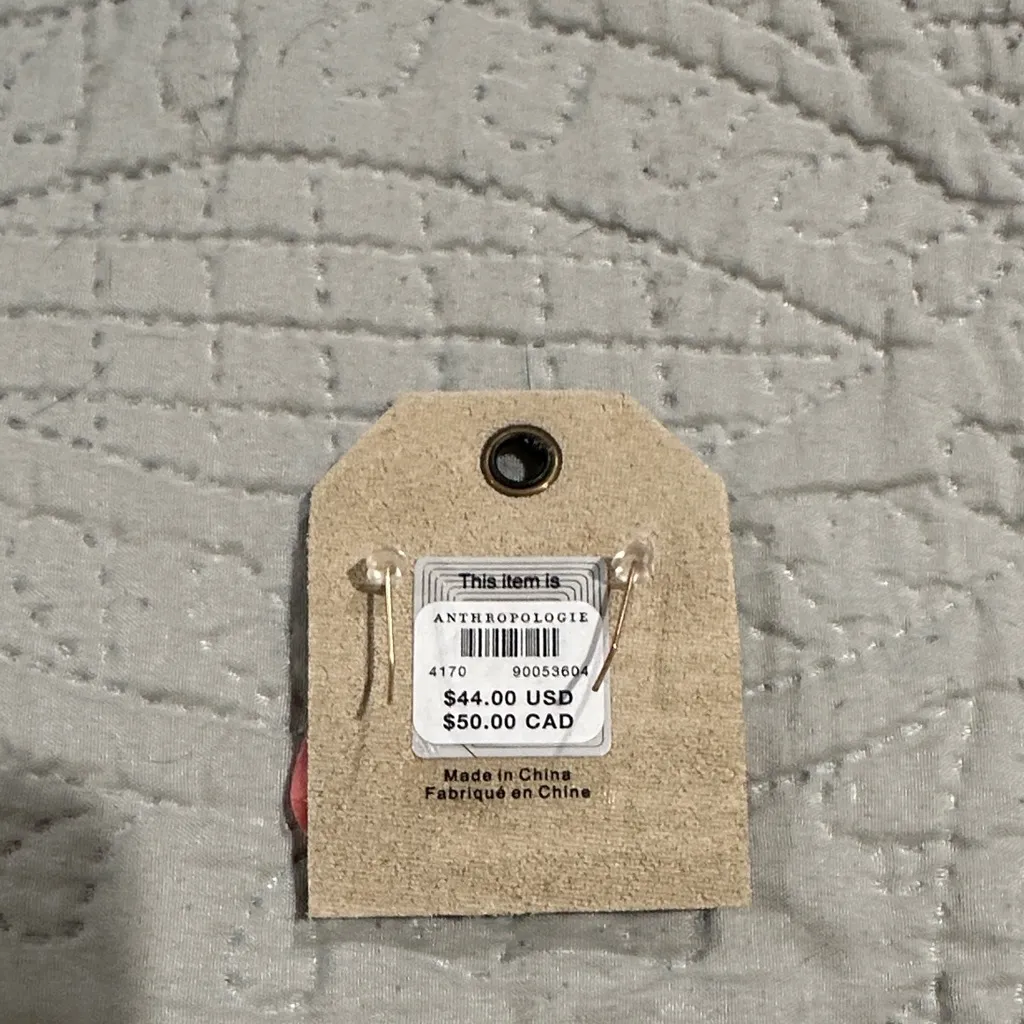 This item is
ANTHROPOLOGIE
4170 90053604
$44.00 USD
$50.00 CAD
Made in China
Fabriqué en Chine